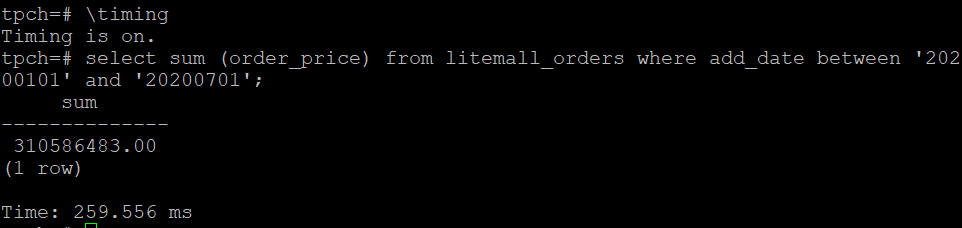 tpch=# \timing
Timing is on.
tpch=# select sum (order_price) from litemall_orders where add_date between '202
00101' and '20200701';
     sum
--------------
 310586483.00
(1 row)

Time: 259.556 ms